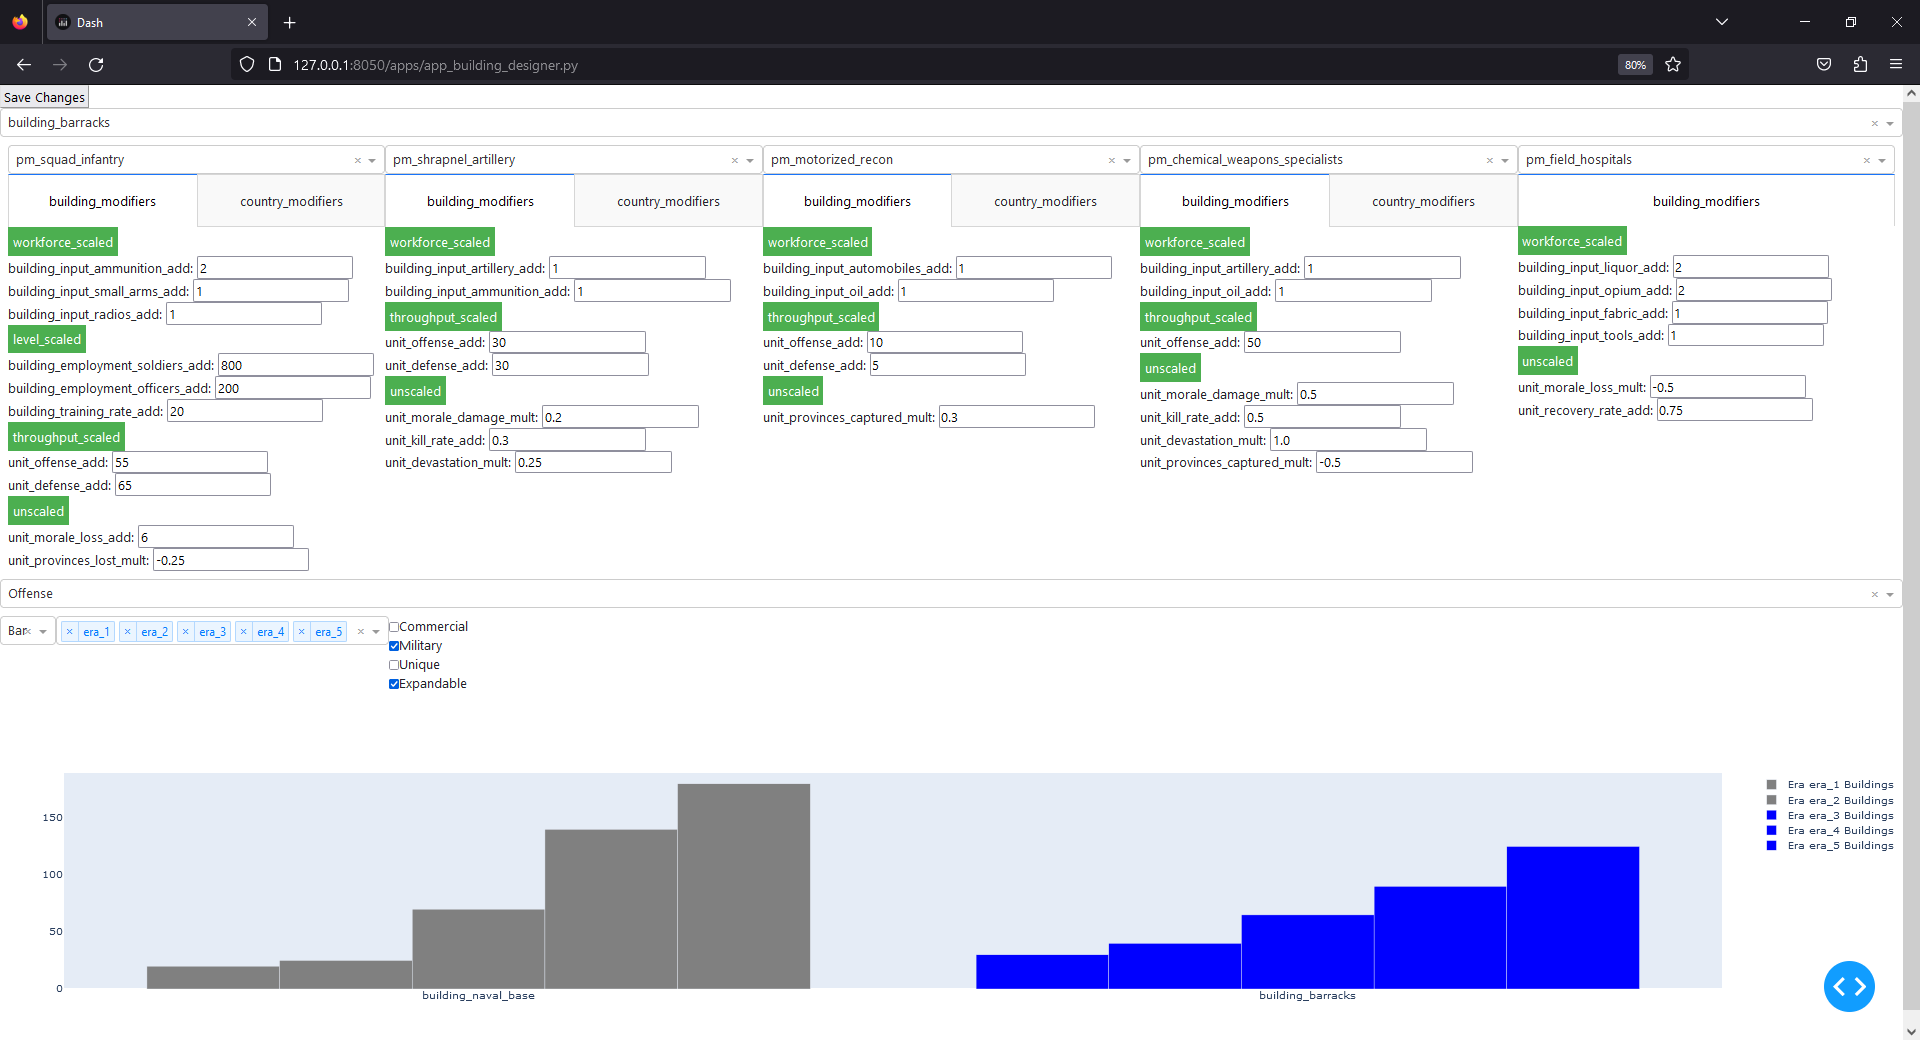 Dash
127.0.0.1:8050/apps/app_building_designer.py
80%
Save Changes
building_barracks
pm_squad_infantry
building_modifiers country_modifiers
workforce_scaled
building_input_ammunition_add: 2
building_input_small_arms_add: 1
building_input_radios_add: 1
level_scaled
building_employment_soldiers_add: 800
building_employment_officers_add: 200
building_training_rate_add: 20
throughput_scaled
unit_offense_add: 55
unit_defense_add: 65
unscaled
unit_morale_loss_add: 6
unit_provinces_lost_mult: -0.25
pm_shrapnel_artillery
building_modifiers country_modifiers
workforce_scaled
building_input_artillery_add: 1
building_input_ammunition_add: 1
throughput_scaled
unit_offense_add: 30
unit_defense_add: 30
unscaled
unit_morale_damage_mult: 0.2
unit_kill_rate_add: 0.3
unit_devastation_mult: 0.25
pm_motorized_recon
building_modifiers country_modifiers
workforce_scaled
building_input_automobiles_add: 1
building_input_oil_add: 1
throughput_scaled
unit_offense_add: 10
unit_defense_add: 5
unscaled
unit_provinces_captured_mult: 0.3
pm_chemical_weapons_specialists
building_modifiers country_modifiers
workforce_scaled
building_input_artillery_add: 1
building_input_oil_add: 1
throughput_scaled
unit_offense_add: 50
unscaled
unit_morale_damage_mult: 0.5
unit_kill_rate_add: 0.5
unit_devastation_mult: 1.0
unit_provinces_captured_mult: -0.5
pm_field_hospitals
building_modifiers
workforce_scaled
building_input_liquor_add: 2
building_input_opium_add: 2
building_input_fabric_add: 1
building_input_tools_add: 1
unscaled
unit_morale_loss_mult: -0.5
unit_recovery_rate_add: 0.75
Offense
Bar era_1 era_2 era_3 era_4 era_5
Commercial
Military
Unique
Expandable
150
100
50
0
building_naval_base building_barracks
Era era_1 Buildings
Era era_2 Buildings
Era era_3 Buildings
Era era_4 Buildings
Era era_5 Buildings